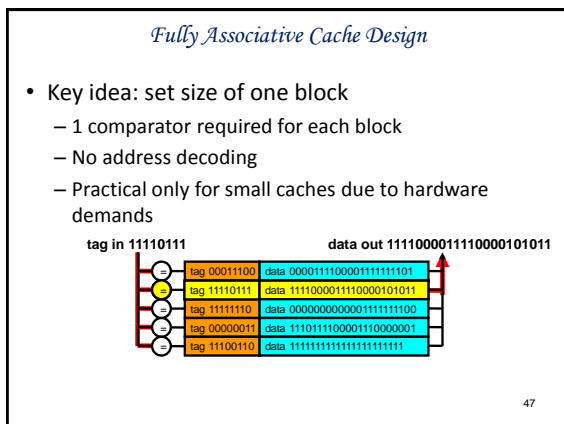 Fully Associative Cache Design
• Key idea: set size of one block
– 1 comparator required for each block
– No address decoding
– Practical only for small caches due to hardware
demands
tag in 11110111 data out 1111000011110000101011
= tag 00011100 data 0000111100001111111101
= tag 11110111 data 1111000011110000101011
= tag 11111110 data 0000000000001111111100
= tag 00000011 data 1110111100001110000001
= tag 11100110 data 1111111111111111111111
47